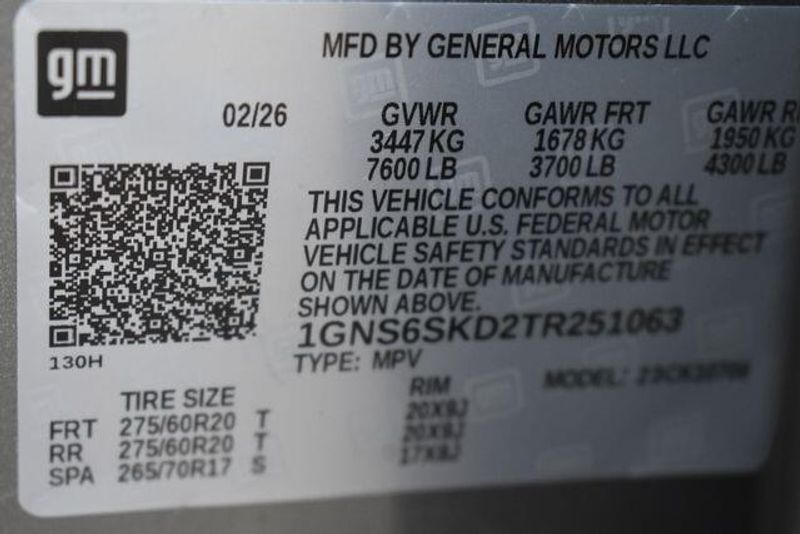 gm
MFD BY GENERAL MOTORS LLC
02/26 GVWR GAWR FRT GAWR R
3447 KG 1678 KG 1950 KG
7600 LB 3700 LB 4300 LB
THIS VEHICLE CONFORMS TO ALL
APPLICABLE U.S. FEDERAL MOTOR
VEHICLE SAFETY STANDARDS IN EFFECT
ON THE DATE OF MANUFACTURE
SHOWN ABOVE.
1GNS6SKD2TR251063
130H
TYPE: MPV MODEL:
TIRE SIZE RIM
FRT 275/60R20 T 20X9J
RR 275/60R20 T 20X9J
SPA 265/70R17 S 17X8J